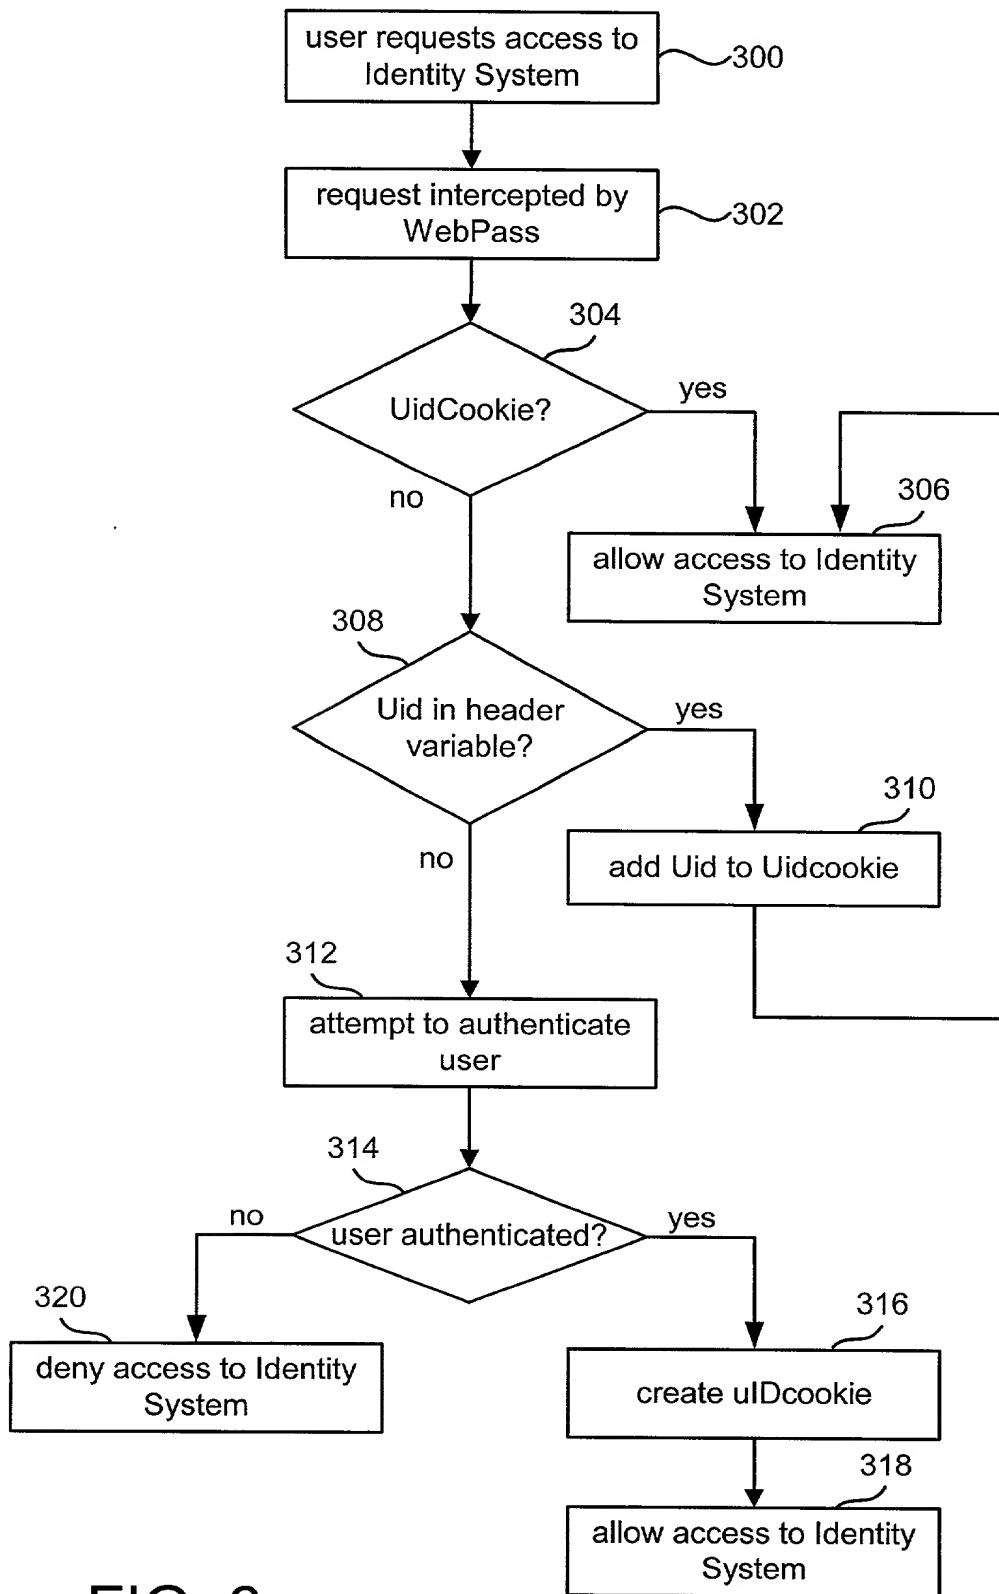 user requests access to
Identity System
300
request intercepted by
WebPass
302
304
UidCookie?
yes
no
306
allow access to Identity
System
308
Uid in header
variable?
yes
no
310
add Uid to Uidcookie
312
attempt to authenticate
user
314
user authenticated?
no
yes
320
deny access to Identity
System
316
create uIDcookie
318
allow access to Identity
System
FIG.